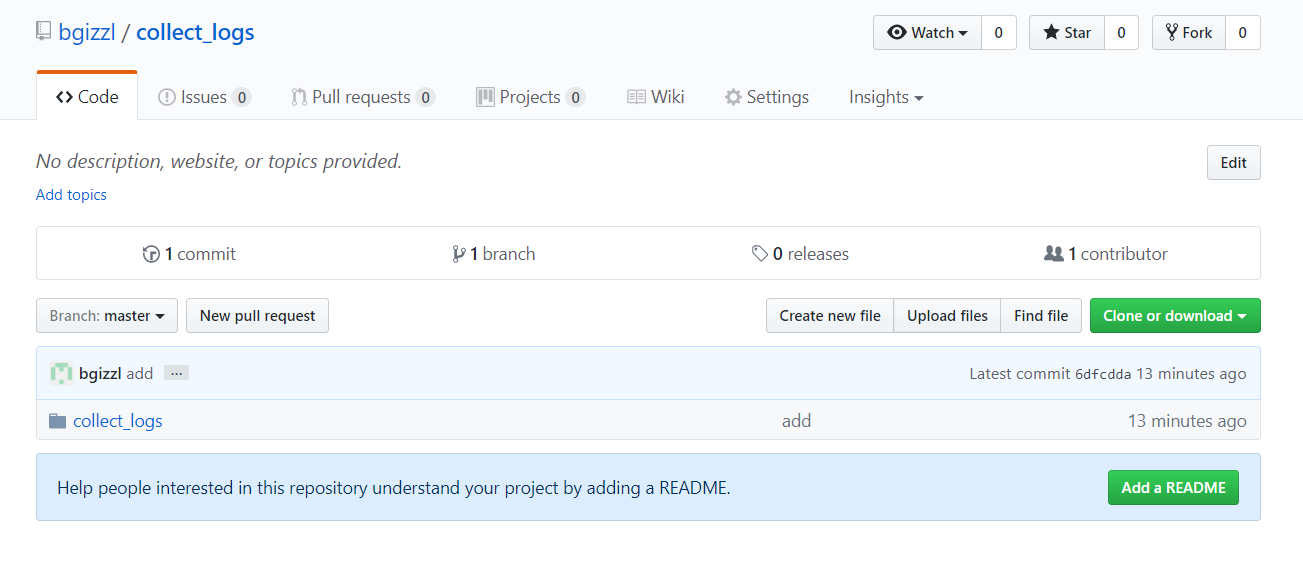 bgizzl / collect_logs Watch 0 Star 0 Fork 0
Code Issues 0 Pull requests 0 Projects 0 Wiki Settings Insights
No description, website, or topics provided. Edit
Add topics
1 commit 1 branch 0 releases 1 contributor
Branch: master New pull request Create new file Upload files Find file Clone or download
bgizzl add ... Latest commit 6dfcdda 13 minutes ago
collect_logs add 13 minutes ago
Help people interested in this repository understand your project by adding a README. Add a README